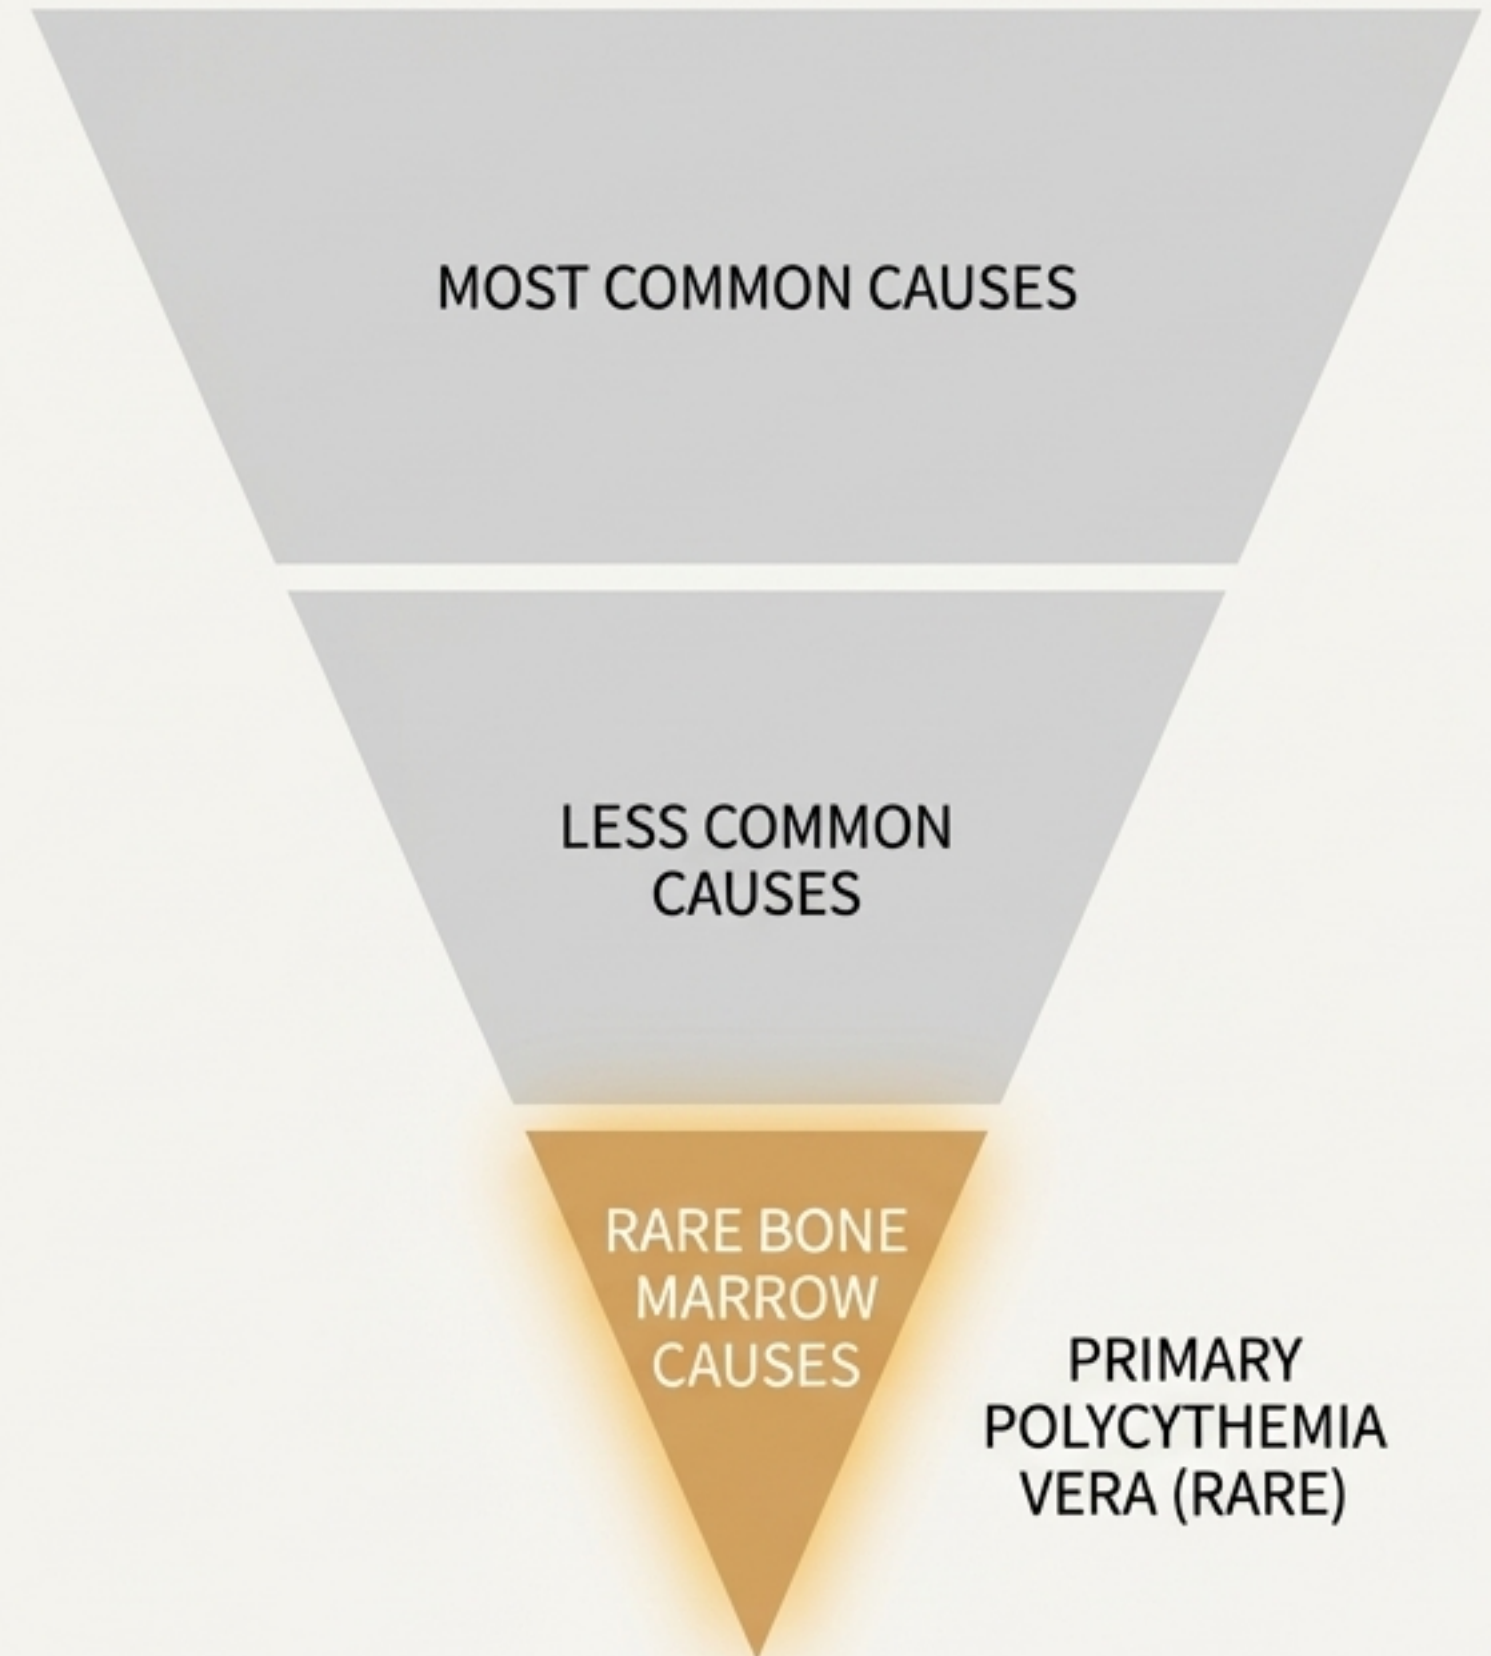 MOST COMMON CAUSES
LESS COMMON
CAUSES
RARE BONE
MARROW
CAUSES
PRIMARY
POLYCYTHEMIA
VERA (RARE)